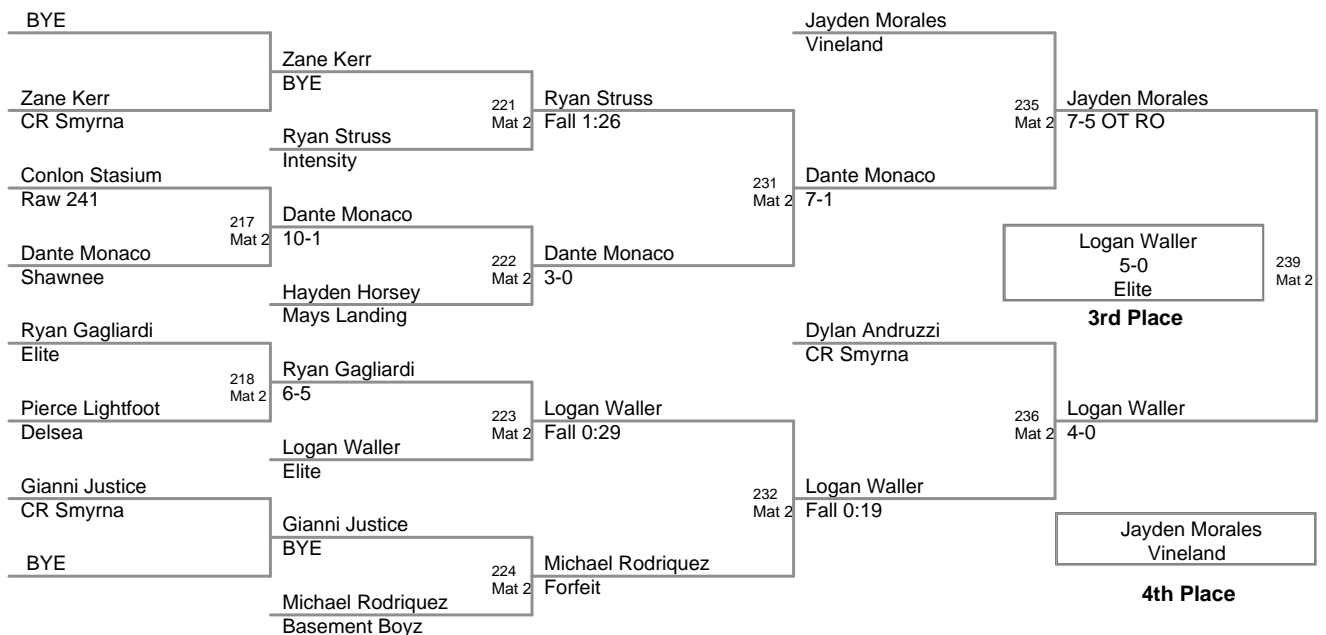 BYE
Zane Kerr
CR Smyrna
Conlon Stasium
Raw 241
Dante Monaco
Shawnee
Ryan Gagliardi
Elite
Pierce Lightfoot
Delsea
Gianni Justice
CR Smyrna
BYE
217
Mat 2
218
Mat 2
Zane Kerr
BYE
Ryan Struss
Intensity
Dante Monaco
10-1
Hayden Horsey
Mays Landing
Ryan Gagliardi
6-5
Logan Waller
Elite
Gianni Justice
BYE
Michael Rodriquez
Basement Boyz
221
Mat 2
222
Mat 2
223
Mat 2
224
Mat 2
Ryan Struss
Fall 1:26
Dante Monaco
3-0
Logan Waller
Fall 0:29
Michael Rodriquez
Forfeit
231
Mat 2
232
Mat 2
Jayden Morales
Vineland
Dante Monaco
7-1
Dylan Andruzzi
CR Smyrna
Logan Waller
Fall 0:19
235
Mat 2
236
Mat 2
Jayden Morales
7-5 OT RO
Logan Waller
4-0
239
Mat 2
Logan Waller
5-0
Elite
3rd Place
Jayden Morales
Vineland
4th Place